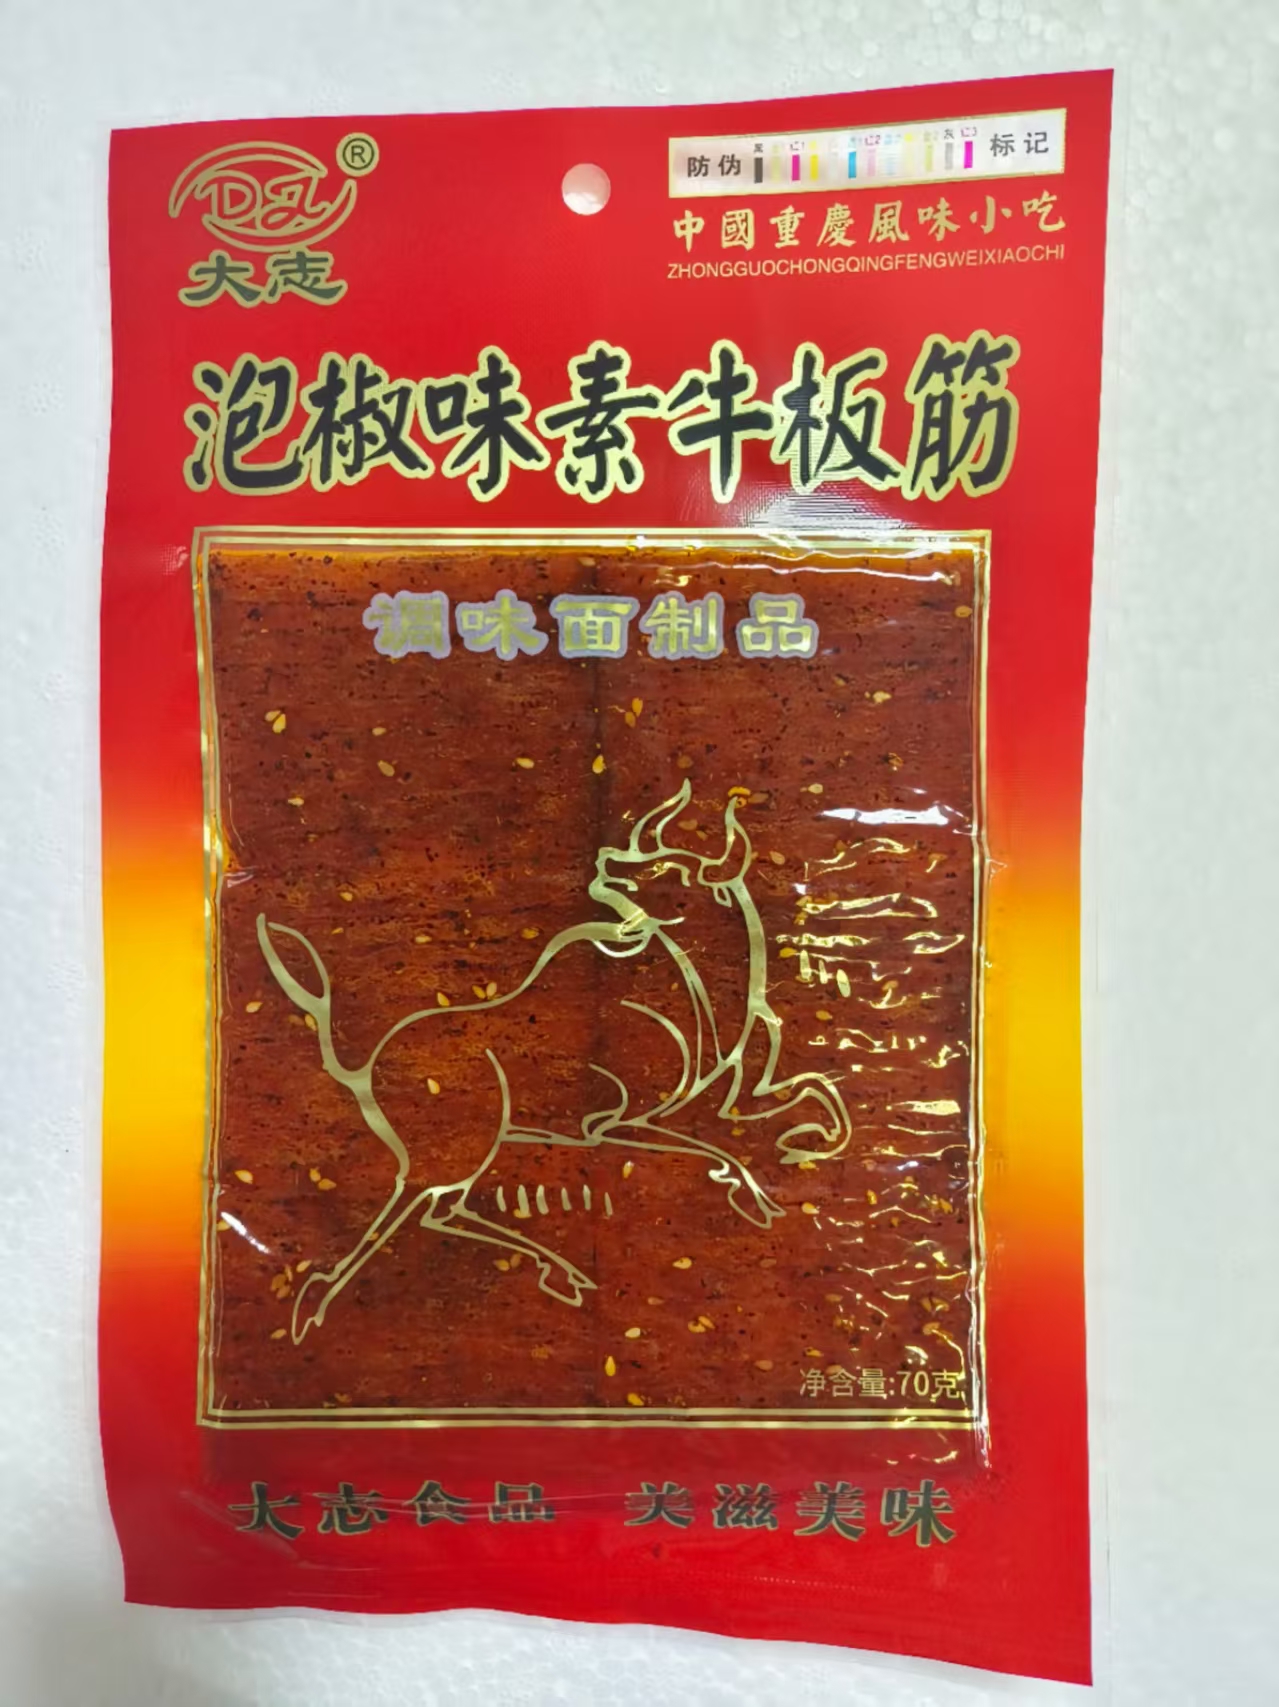 DZ®
大志
防伪 标记
中國重慶風味小吃
ZHONGGUOCHONGQINGFENGWEIXIAOCHI
泡椒味素牛板筋
调味面制品
净含量:70克
大志食品 美滋美味